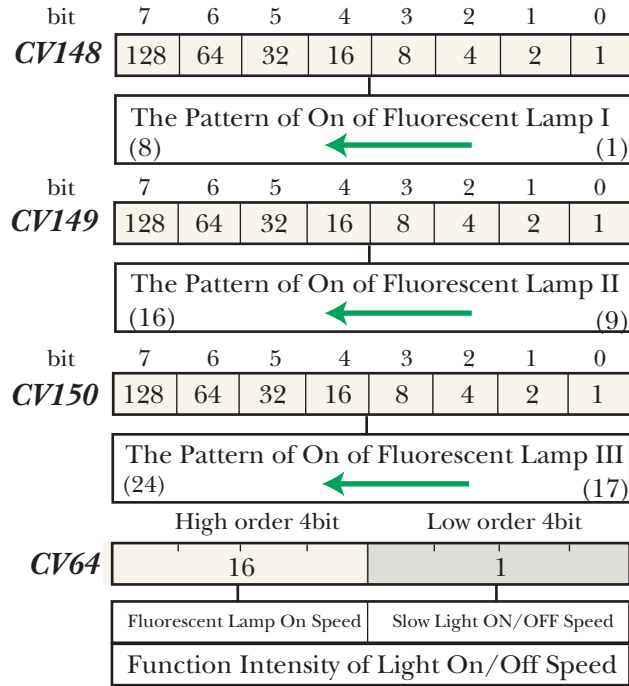 bit 7 6 5 4 3 2 1 0
CV148 128 64 32 16 8 4 2 1
The Pattern of On of Fluorescent Lamp I
(8) (1)
bit 7 6 5 4 3 2 1 0
CV149 128 64 32 16 8 4 2 1
The Pattern of On of Fluorescent Lamp II
(16) (9)
bit 7 6 5 4 3 2 1 0
CV150 128 64 32 16 8 4 2 1
The Pattern of On of Fluorescent Lamp III
(24) (17)
High order 4bit Low order 4bit
CV64 16 1
Fluorescent Lamp On Speed Slow Light ON/OFF Speed
Function Intensity of Light On/Off Speed